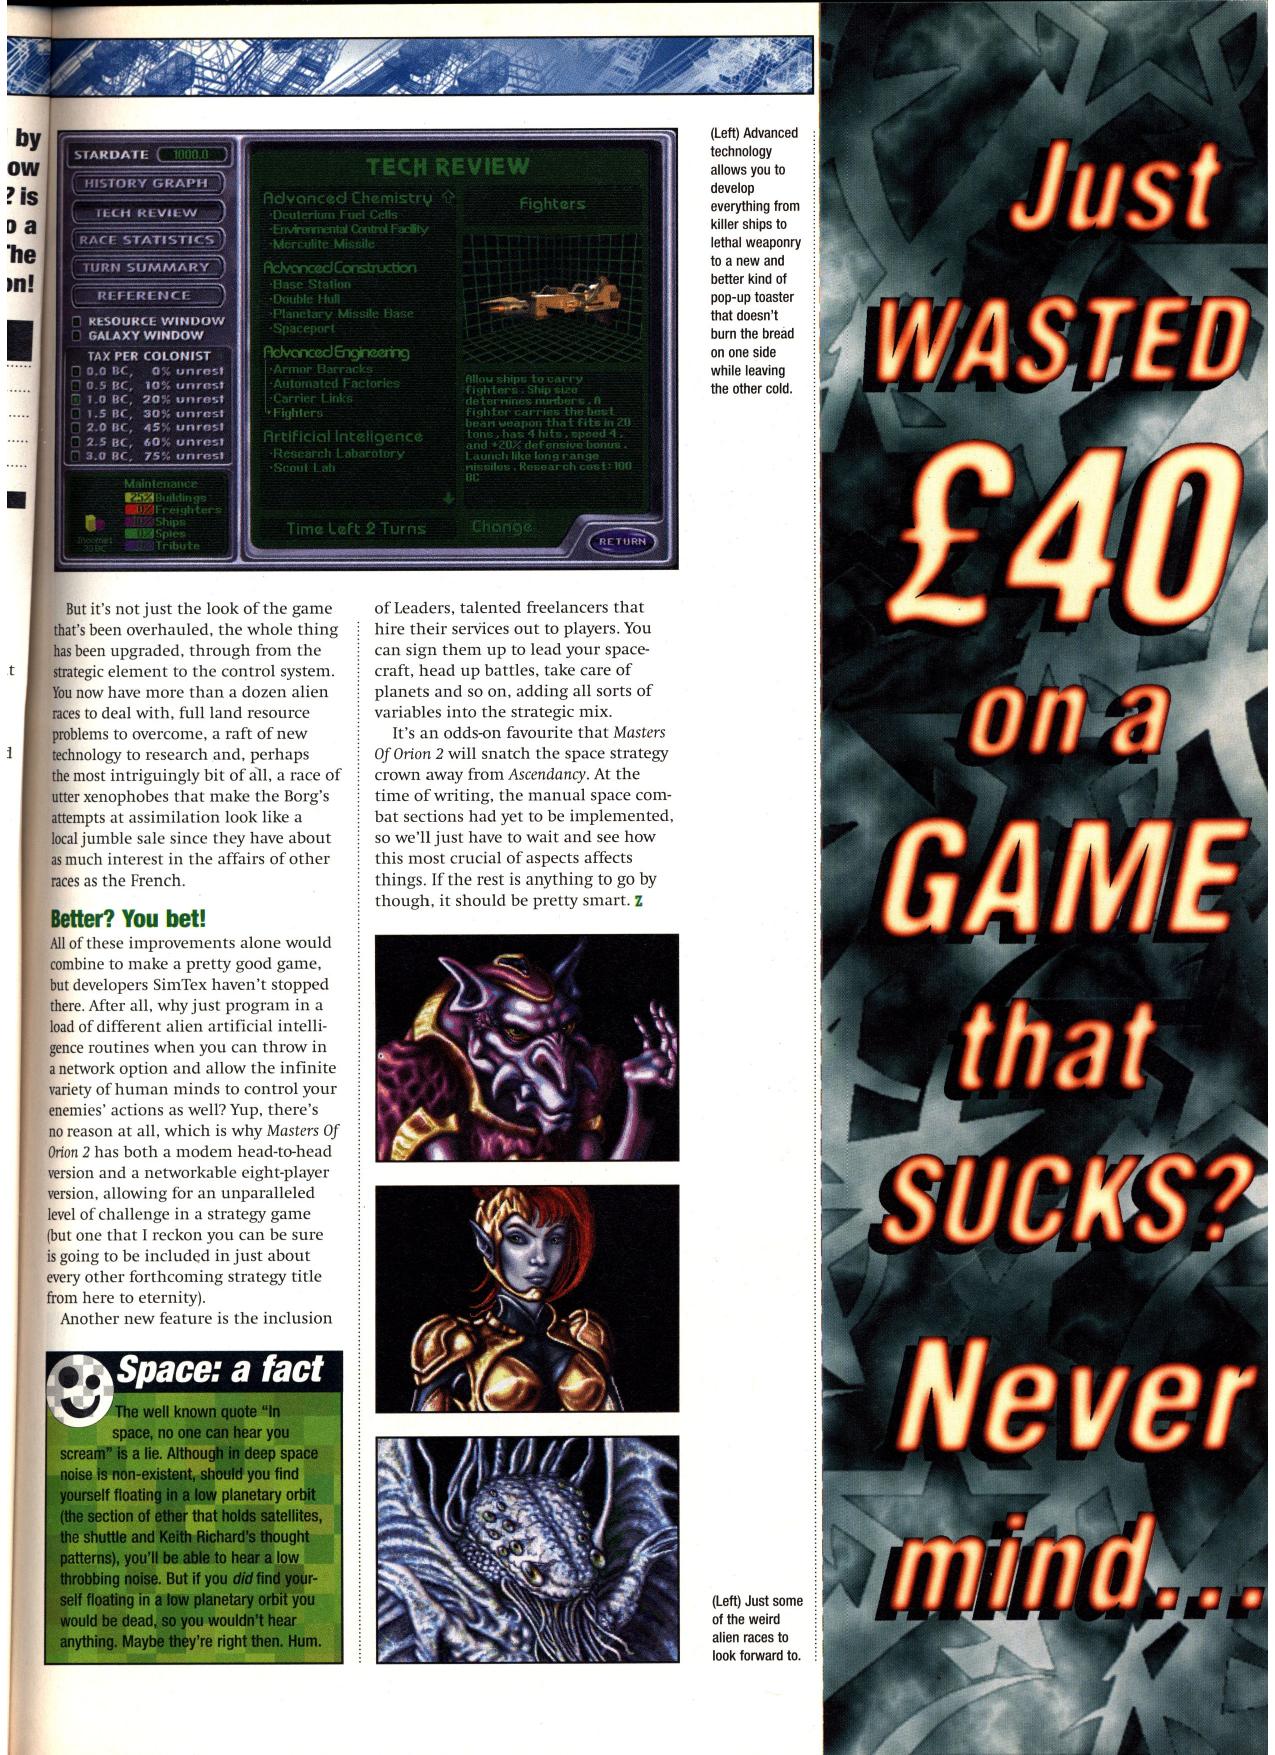 by
ow
? is
o a
he
on!
t
d
STARDATE 1000.0
HISTORY GRAPH
TECH REVIEW
RACE STATISTICS
TURN SUMMARY
REFERENCE
RESOURCE WINDOW
GALAXY WINDOW
TAX PER COLONIST
0.0 BC, 0% unrest
0.5 BC, 10% unrest
1.0 BC, 20% unrest
1.5 BC, 30% unrest
2.0 BC, 45% unrest
2.5 BC, 60% unrest
3.0 BC, 75% unrest
Maintenance
25% Buildings
0% Freighters
Ships
0% Spies
Tribute
TECH REVIEW
Advanced Chemistry
·Deuterium Fuel Cells
·Environmental Control Facility
·Merculite Missile
Advanced Construction
·Base Station
·Double Hull
·Planetary Missile Base
·Spaceport
Advanced Engineering
·Armor Barracks
·Automated Factories
·Carrier Links
·Fighters
Artificial Inteligence
·Research Labarotory
·Scout Lab
Time Left 2 Turns
Fighters
Allow ships to carry
fighters. Ship size
determines numbers. A
fighter carries the best
bean weapon that fits in 20
tons, has 4 hits, speed 4,
and +20% defensive bonus.
Launch like long range
missiles. Research cost:100
BC
Change
RETURN
(Left) Advanced
technology
allows you to
develop
everything from
killer ships to
lethal weaponry
to a new and
better kind of
pop-up toaster
that doesn't
burn the bread
on one side
while leaving
the other cold.
But it's not just the look of the game
that's been overhauled, the whole thing
has been upgraded, through from the
strategic element to the control system.
You now have more than a dozen alien
races to deal with, full land resource
problems to overcome, a raft of new
technology to research and, perhaps
the most intriguingly bit of all, a race of
utter xenophobes that make the Borg's
attempts at assimilation look like a
local jumble sale since they have about
as much interest in the affairs of other
races as the French.
Better? You bet!
All of these improvements alone would
combine to make a pretty good game,
but developers SimTex haven't stopped
there. After all, why just program in a
load of different alien artificial intelli-
gence routines when you can throw in
a network option and allow the infinite
variety of human minds to control your
enemies' actions as well? Yup, there's
no reason at all, which is why Masters Of
Orion 2 has both a modem head-to-head
version and a networkable eight-player
version, allowing for an unparalleled
level of challenge in a strategy game
(but one that I reckon you can be sure
is going to be included in just about
every other forthcoming strategy title
from here to eternity).
Another new feature is the inclusion
of Leaders, talented freelancers that
hire their services out to players. You
can sign them up to lead your space-
craft, head up battles, take care of
planets and so on, adding all sorts of
variables into the strategic mix.
It's an odds-on favourite that Masters
Of Orion 2 will snatch the space strategy
crown away from Ascendancy. At the
time of writing, the manual space com-
bat sections had yet to be implemented,
so we'll just have to wait and see how
this most crucial of aspects affects
things. If the rest is anything to go by
though, it should be pretty smart. Z
Space: a fact
The well known quote “In
space, no one can hear you
scream” is a lie. Although in deep space
noise is non-existent, should you find
yourself floating in a low planetary orbit
(the section of ether that holds satellites,
the shuttle and Keith Richard's thought
patterns), you'll be able to hear a low
throbbing noise. But if you did find your-
self floating in a low planetary orbit you
would be dead, so you wouldn't hear
anything. Maybe they're right then. Hum.
(Left) Just some
of the weird
alien races to
look forward to.
Just
WASTED
£40
on a
GAME
that
SUCKS?
Never
mind...